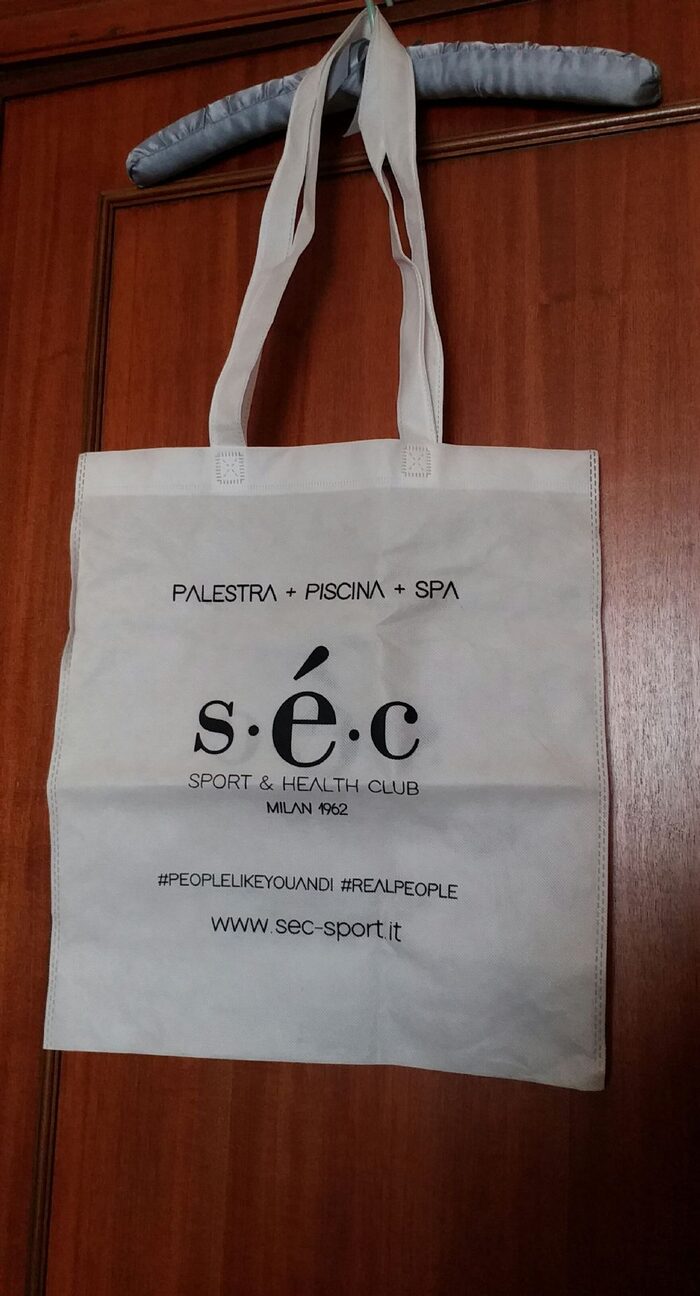 PALESTRA + PISCINA + SPA
s·é·c
SPORT & HEALTH CLUB
MILAN 1962
#PEOPLELIKEYOUANDI #REALPEOPLE
www.sec-sport.it